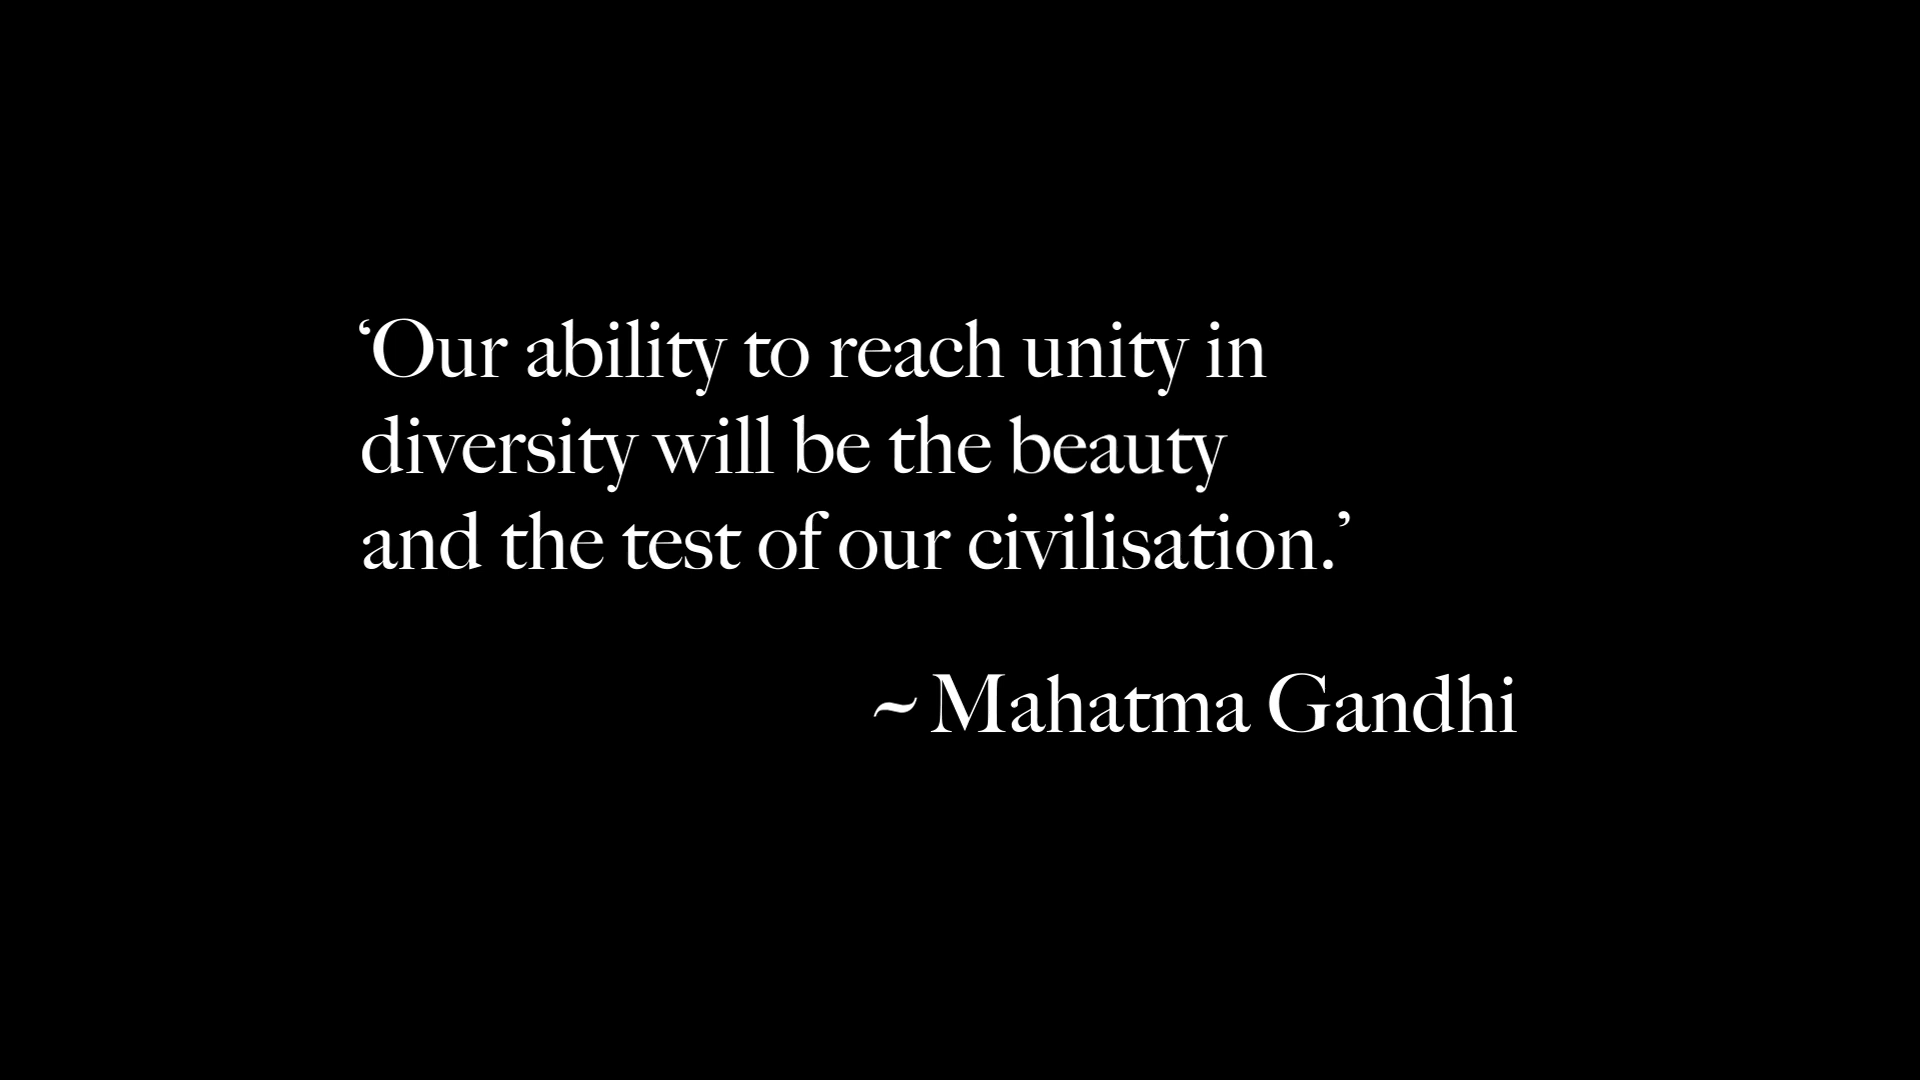 ‘Our ability to reach unity in
diversity will be the beauty
and the test of our civilisation.’
~ Mahatma Gandhi